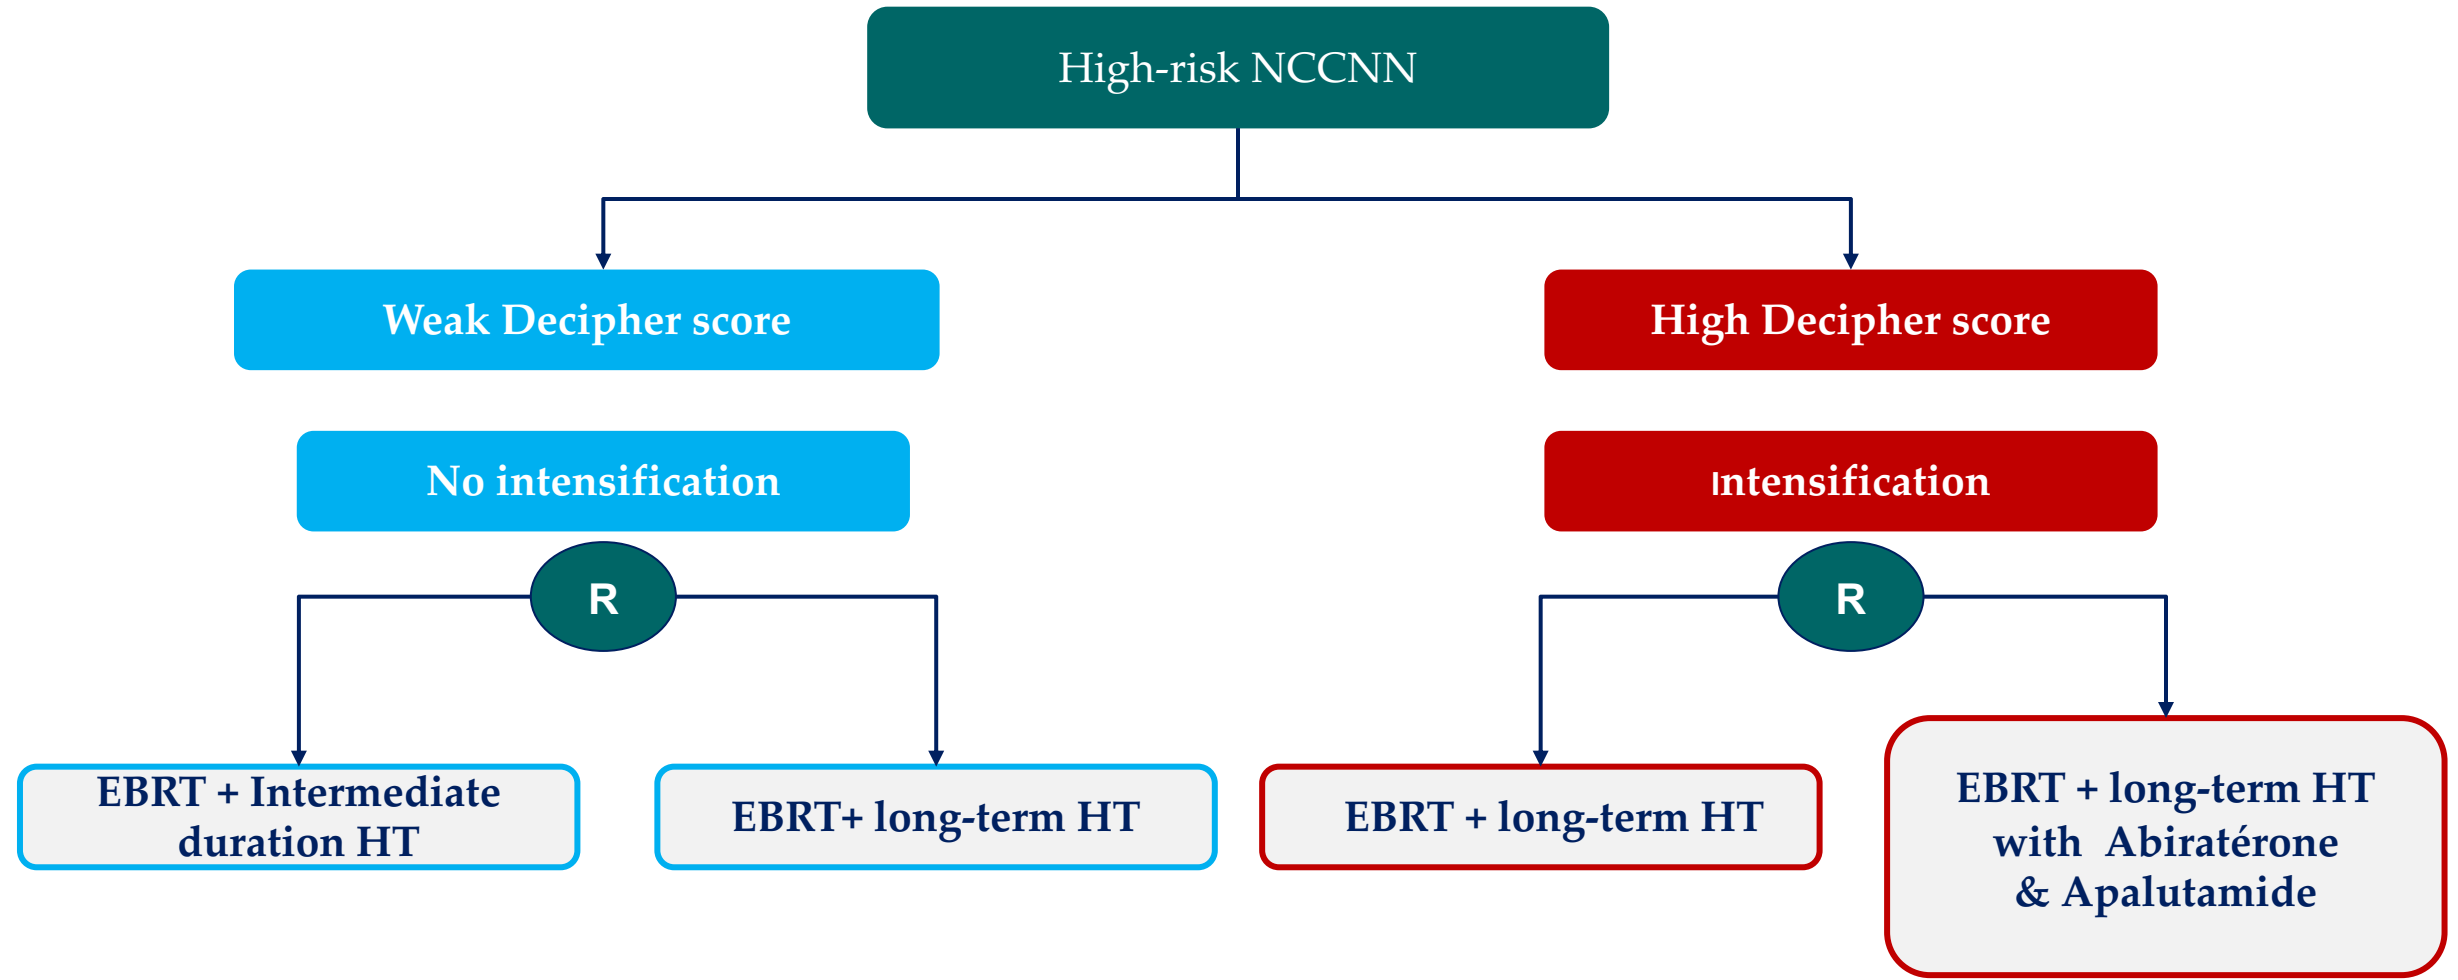 High-risk NCCNN
Weak Decipher score
High Decipher score
No intensification
Intensification
R
R
EBRT + Intermediate
duration HT
EBRT+ long-term HT
EBRT + long-term HT
EBRT + long-term HT
with Abiratérone
& Apalutamide